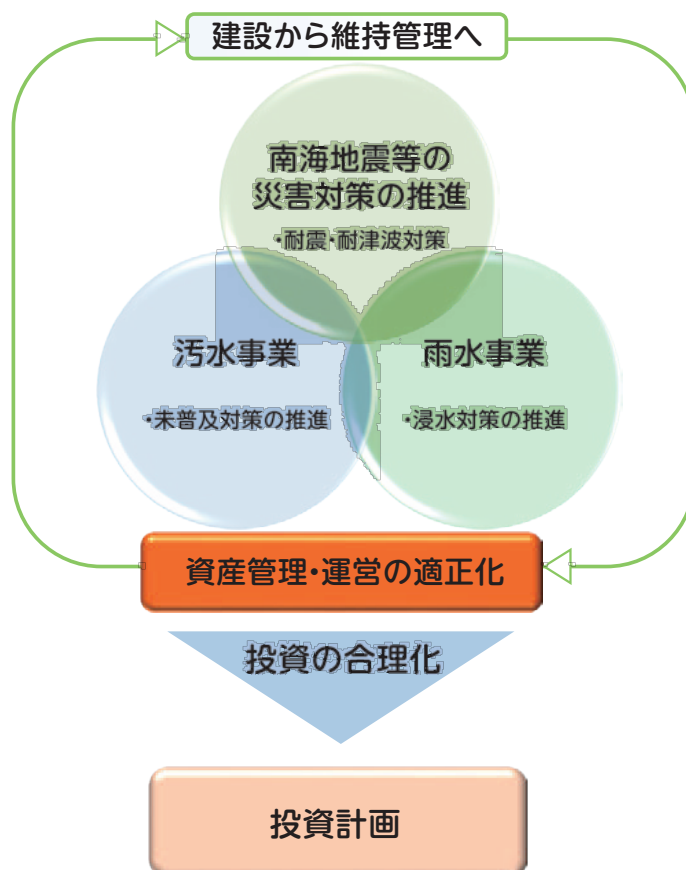 建設から維持管理へ
南海地震等の
災害対策の推進
・耐震・耐津波対策
汚水事業
・未普及対策の推進
雨水事業
・浸水対策の推進
資産管理・運営の適正化
投資の合理化
投資計画